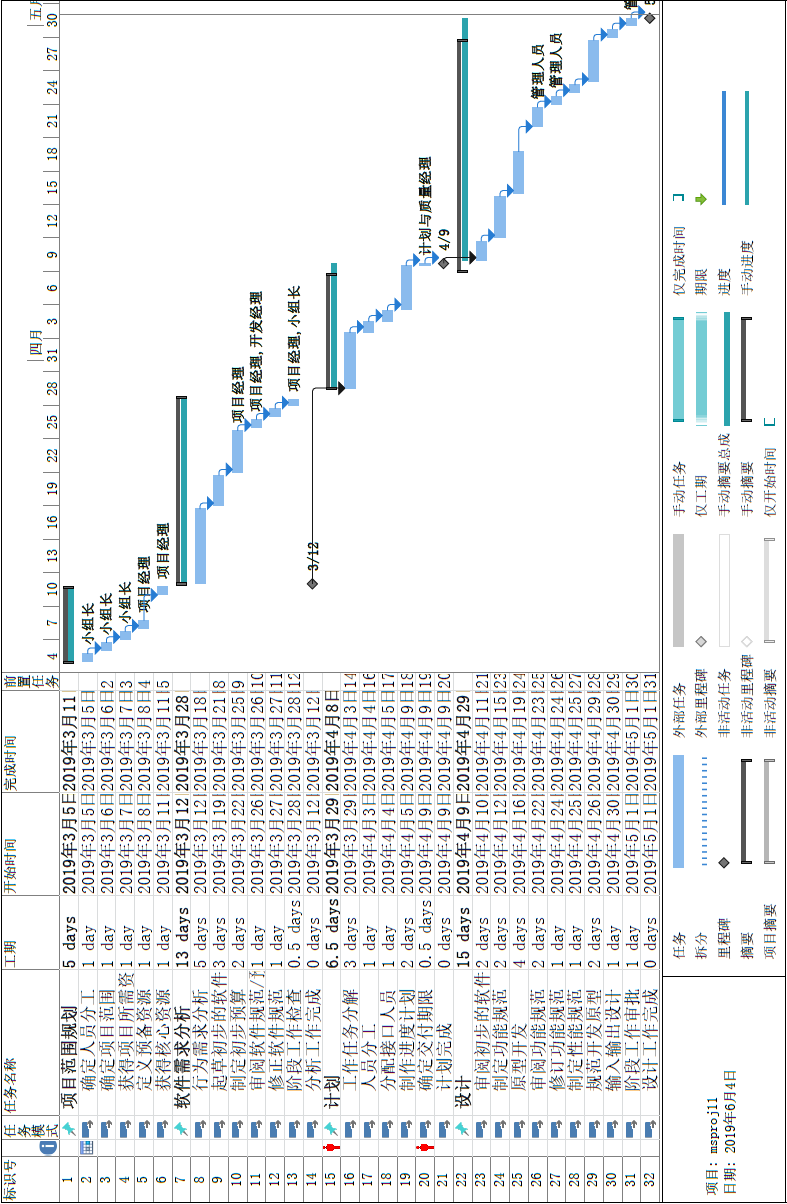 标识号 任务模式 任务名称 工期 开始时间 完成时间 前置任务 四月
4 7 10 13 16 19 22 25 28 31 3 6 9 12 15 18 21 24 27 30
1 项目范围规划 5 days 2019年3月5日 2019年3月11
2 确定人员分工 1 day 2019年3月5日 2019年3月5日 小组长
3 确定项目范围 1 day 2019年3月6日 2019年3月6日 2 小组长
4 获得项目所需资 1 day 2019年3月7日 2019年3月7日 3 小组长
5 定义预备资源 1 day 2019年3月8日 2019年3月8日 4 项目经理
6 获得核心资源 1 day 2019年3月11 2019年3月11 5 项目经理
7 软件需求分析 13 days 2019年3月12 2019年3月28
8 行为需求分析 5 days 2019年3月12 2019年3月18
9 起草初步的软件 3 days 2019年3月19 2019年3月21 8
10 制定初步预算 2 days 2019年3月22 2019年3月25 9 项目经理
11 审阅软件规范/ 1 day 2019年3月26 2019年3月26 10 项目经理,开发经理
12 修正软件规范 1 day 2019年3月27 2019年3月27 11
13 阶段工作检查 0.5 days 2019年3月28 2019年3月28 12 项目经理,小组长
14 分析工作完成 0 days 2019年3月12 2019年3月12 3/12
15 计划 6.5 days 2019年3月29 2019年4月8日
16 工作任务分解 3 days 2019年3月29 2019年4月3日 14
17 人员分工 1 day 2019年4月3日 2019年4月4日 16
18 分配接口人员 1 day 2019年4月4日 2019年4月5日 17
19 制作进度计划 2 days 2019年4月5日 2019年4月9日 18
20 确定交付期限 0.5 days 2019年4月9日 2019年4月9日 19 计划与质量经理
21 计划完成 0 days 2019年4月9日 2019年4月9日 20 4/9
22 设计 15 days 2019年4月9日 2019年4月29
23 审阅初步的软件 2 days 2019年4月10 2019年4月11 21
24 制定功能规范 2 days 2019年4月12 2019年4月15 23
25 原型开发 4 days 2019年4月16 2019年4月19 24
26 审阅功能规范 2 days 2019年4月22 2019年4月23 25 管理人员
27 修订功能规范 1 day 2019年4月24 2019年4月24 26 管理人员
28 制定性能规范 1 day 2019年4月25 2019年4月25 27
29 规范开发原型 2 days 2019年4月26 2019年4月29 28
30 输入输出设计 1 day 2019年4月30 2019年4月30 29
31 阶段工作审批 1 day 2019年5月1日 2019年5月1日 30
32 设计工作完成 0 days 2019年5月1日 2019年5月1日 31
项目: msproj11
日期: 2019年6月4日
任务 外部任务 手动任务 仅完成时间
拆分 外部里程碑 仅工期 期限
里程碑 非活动任务 手动摘要总成 进度
摘要 非活动里程碑 手动摘要 手动进度
项目摘要 非活动摘要 仅开始时间